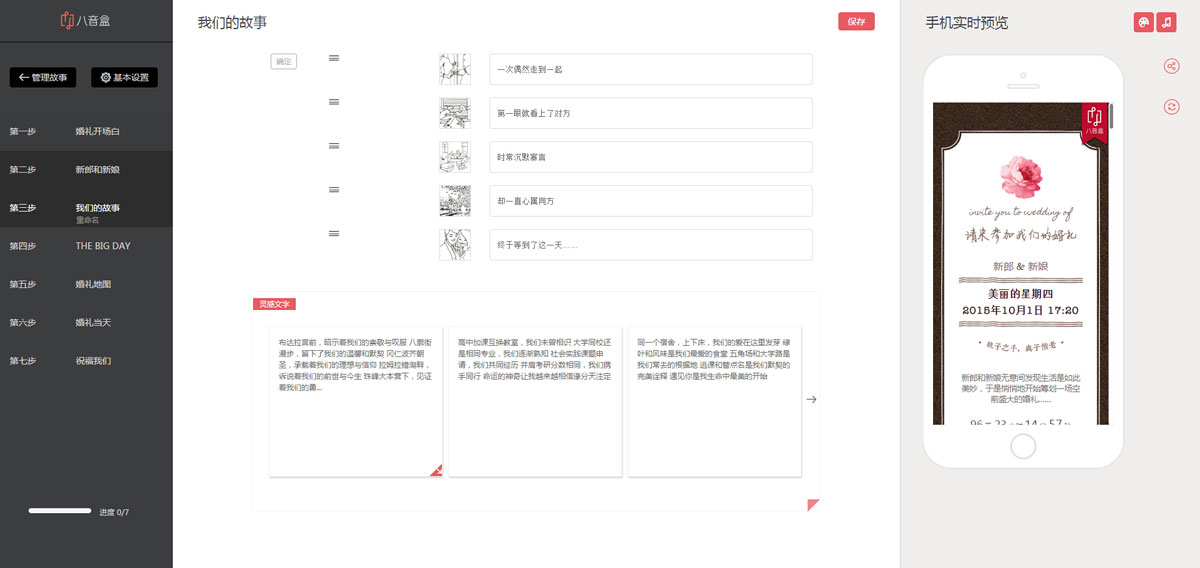 八音盒
管理故事
基本设置
第一步 婚礼开场白
第二步 新郎和新娘
第三步 我们的故事
重命名
第四步 THE BIG DAY
第五步 婚礼地图
第六步 婚礼当天
第七步 祝福我们
进度 0/7
我们的故事
保存
确定
一次偶然走到一起
第一眼就看上了对方
时常沉默寡言
却一直心属同方
终于等到了这一天……
灵感文字
布达拉宫前，昭示着我们的亲敬与叹服 八廓街
漫步，留下了我们的温馨和默契 冈仁波齐朝
圣，承载着我们的理想与信仰 拉姆拉错湖畔，
诉说着我们的前世与今生 珠峰大本营下，见证
着我们的勇...
高中加课互换教室，我们未曾相识 大学同校还
是相同专业，我们逐渐熟知 社会实践课题申
请，我们共同经历 并肩考研分数相同，我们携
手同行 命运的神奇让我越来越相信缘分天注定
同一个宿舍，上下床，我们的爱在这里发芽 绿
叶和风味是我们最爱的食堂 五角场和大学路是
我们常去的根据地 逃课和替点名是我们默契的
完美诠释 遇见你是我生命中最美的开始
手机实时预览
八音盒
invite you to wedding of
请来参加我们的婚礼
新郎 & 新娘
美丽的星期四
2015年10月1日 17:20
执子之手，与子偕老
新郎和新娘无意间发现生活是如此
美妙，于是悄悄地开始筹划一场空
前盛大的婚礼……